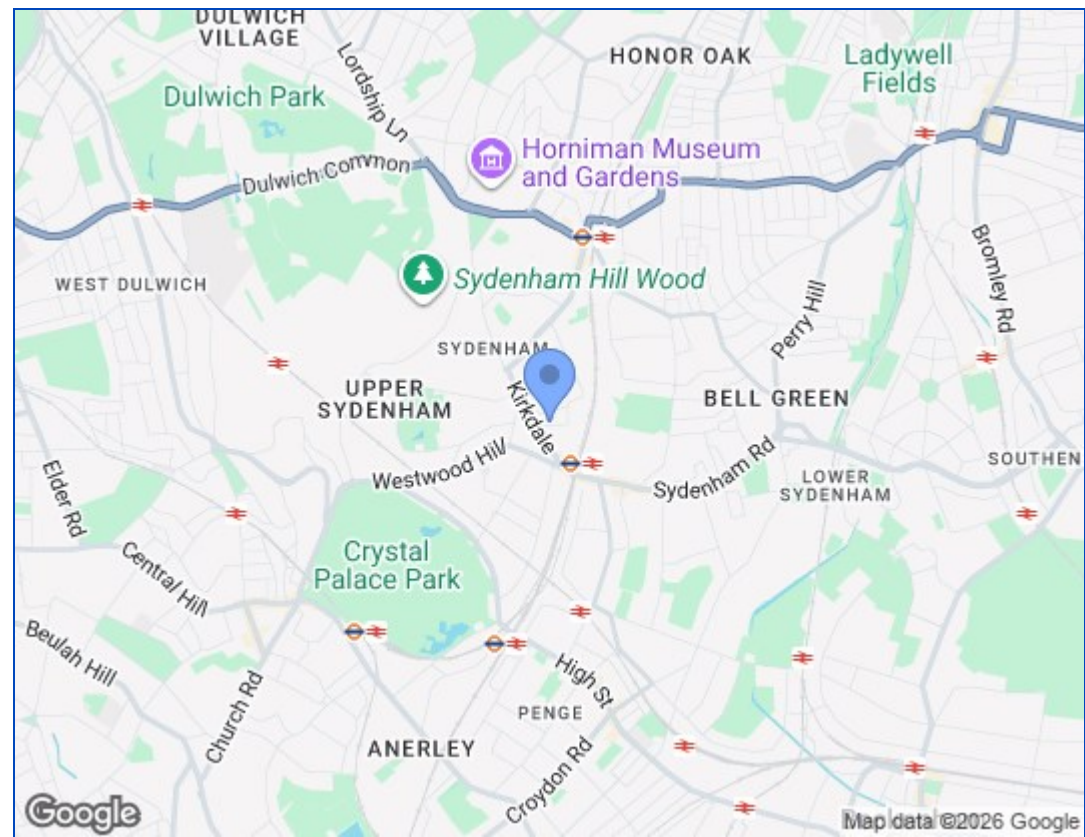 DULWICH
VILLAGE
Lordship Ln
HONOR OAK
Ladywell
Fields
Dulwich Park
Horniman Museum
and Gardens
Dulwich Common
Bromley Rd
WEST DULWICH
Sydenham Hill Wood
Perry Hill
SYDENHAM
UPPER
SYDENHAM
Kirkdale
BELL GREEN
Westwood Hill
Sydenham Rd
SOUTHEN
LOWER
SYDENHAM
Elder Rd
Central Hill
Crystal
Palace Park
Beulah Hill
Church Rd
High St
PENGE
ANERLEY
Croydon Rd
Google
Map data ©2026 Google